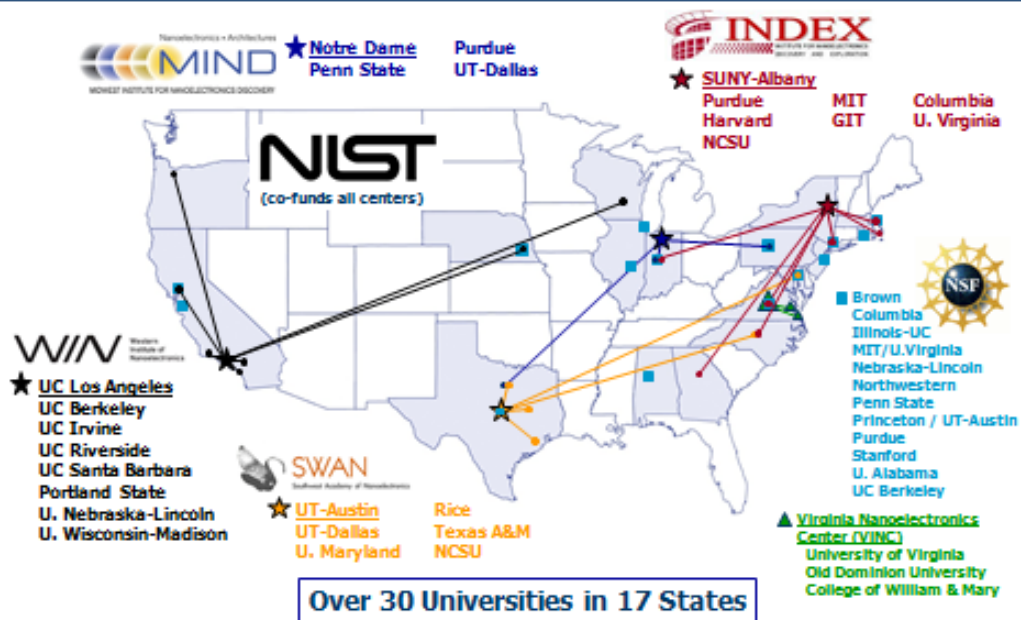 Nanoelectronics • Architectures
MIND
MIDWEST INSTITUTE FOR NANOELECTRONICS DISCOVERY
Notre Dame Purdue
Penn State UT-Dallas
INDEX
INSTITUTE FOR NANOELECTRONICS
DISCOVERY AND EXPLORATION
SUNY-Albany
Purdue MIT Columbia
Harvard GIT U. Virginia
NCSU
NIST
(co-funds all centers)
WIN
Western
Institute of
Nanoelectronics
UC Los Angeles
UC Berkeley
UC Irvine
UC Riverside
UC Santa Barbara
Portland State
U. Nebraska-Lincoln
U. Wisconsin-Madison
SWAN
Southwest Academy of Nanoelectronics
UT-Austin Rice
UT-Dallas Texas A&M
U. Maryland NCSU
NSF
Brown
Columbia
Illinois-UC
MIT/U.Virginia
Nebraska-Lincoln
Northwestern
Penn State
Princeton / UT-Austin
Purdue
Stanford
U. Alabama
UC Berkeley
Virginia Nanoelectronics
Center (VINC)
University of Virginia
Old Dominion University
College of William & Mary
Over 30 Universities in 17 States